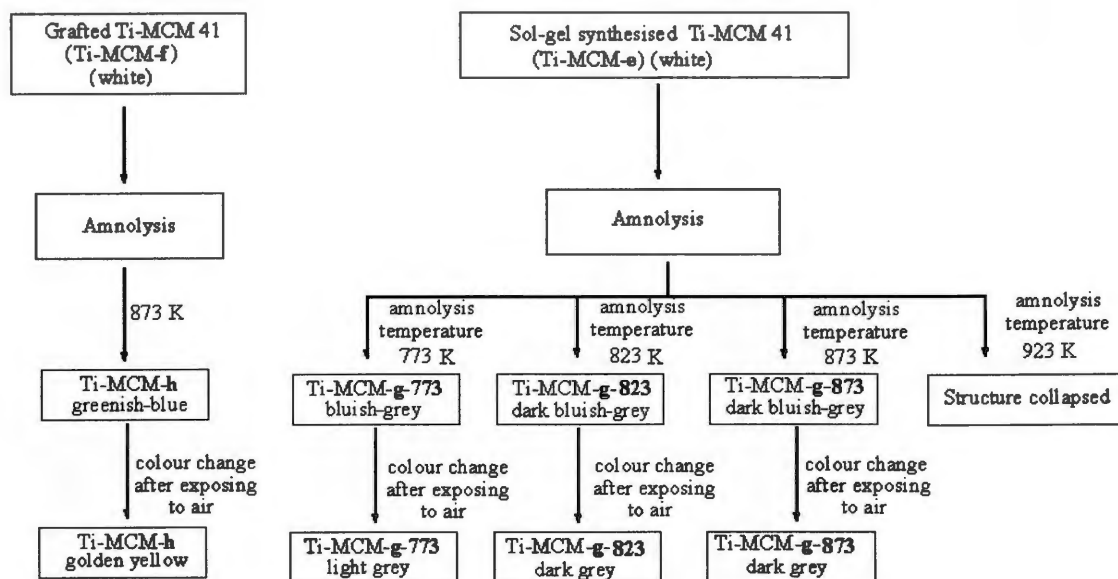 Grafted Ti-MCM 41
(Ti-MCM-f)
(white)
Amnolysis
873 K
Ti-MCM-h
greenish-blue
colour change
after exposing
to air
Ti-MCM-h
golden yellow
Sol-gel synthesised Ti-MCM 41
(Ti-MCM-e) (white)
Amnolysis
amnolysis
temperature
773 K
amnolysis
temperature
823 K
amnolysis
temperature
873 K
amnolysis
temperature
923 K
Ti-MCM-g-773
bluish-grey
Ti-MCM-g-823
dark bluish-grey
Ti-MCM-g-873
dark bluish-grey
Structure collapsed
colour change
after exposing
to air
colour change
after exposing
to air
colour change
after exposing
to air
Ti-MCM-g-773
light grey
Ti-MCM-g-823
dark grey
Ti-MCM-g-873
dark grey